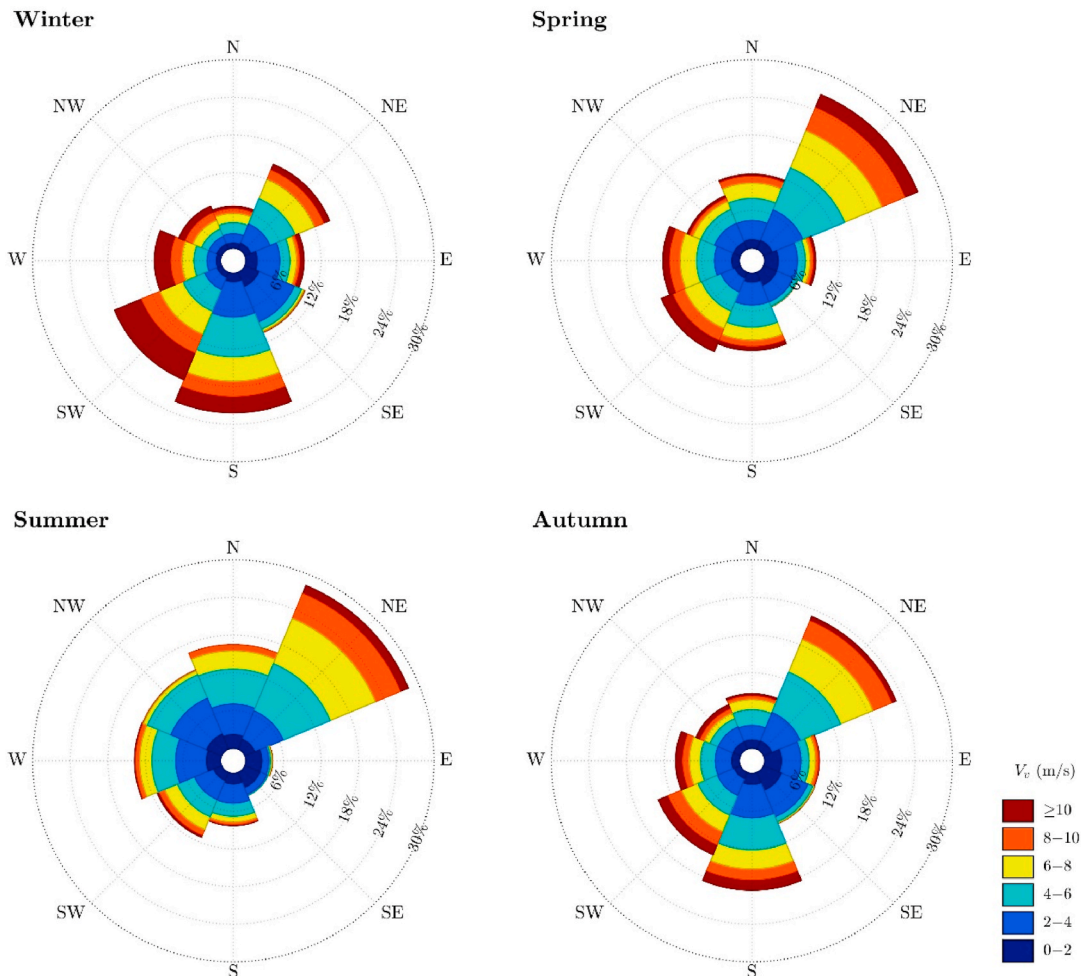 Winter
N
NW
NE
W
E
SW
SE
S
6%
12%
18%
24%
30%
Spring
N
NW
NE
W
E
SW
SE
S
6%
12%
18%
24%
30%
Summer
N
NW
NE
W
E
SW
SE
S
6%
12%
18%
24%
30%
Autumn
N
NW
NE
W
E
SW
SE
S
6%
12%
18%
24%
30%
Vv (m/s)
≥10
8−10
6−8
4−6
2−4
0−2